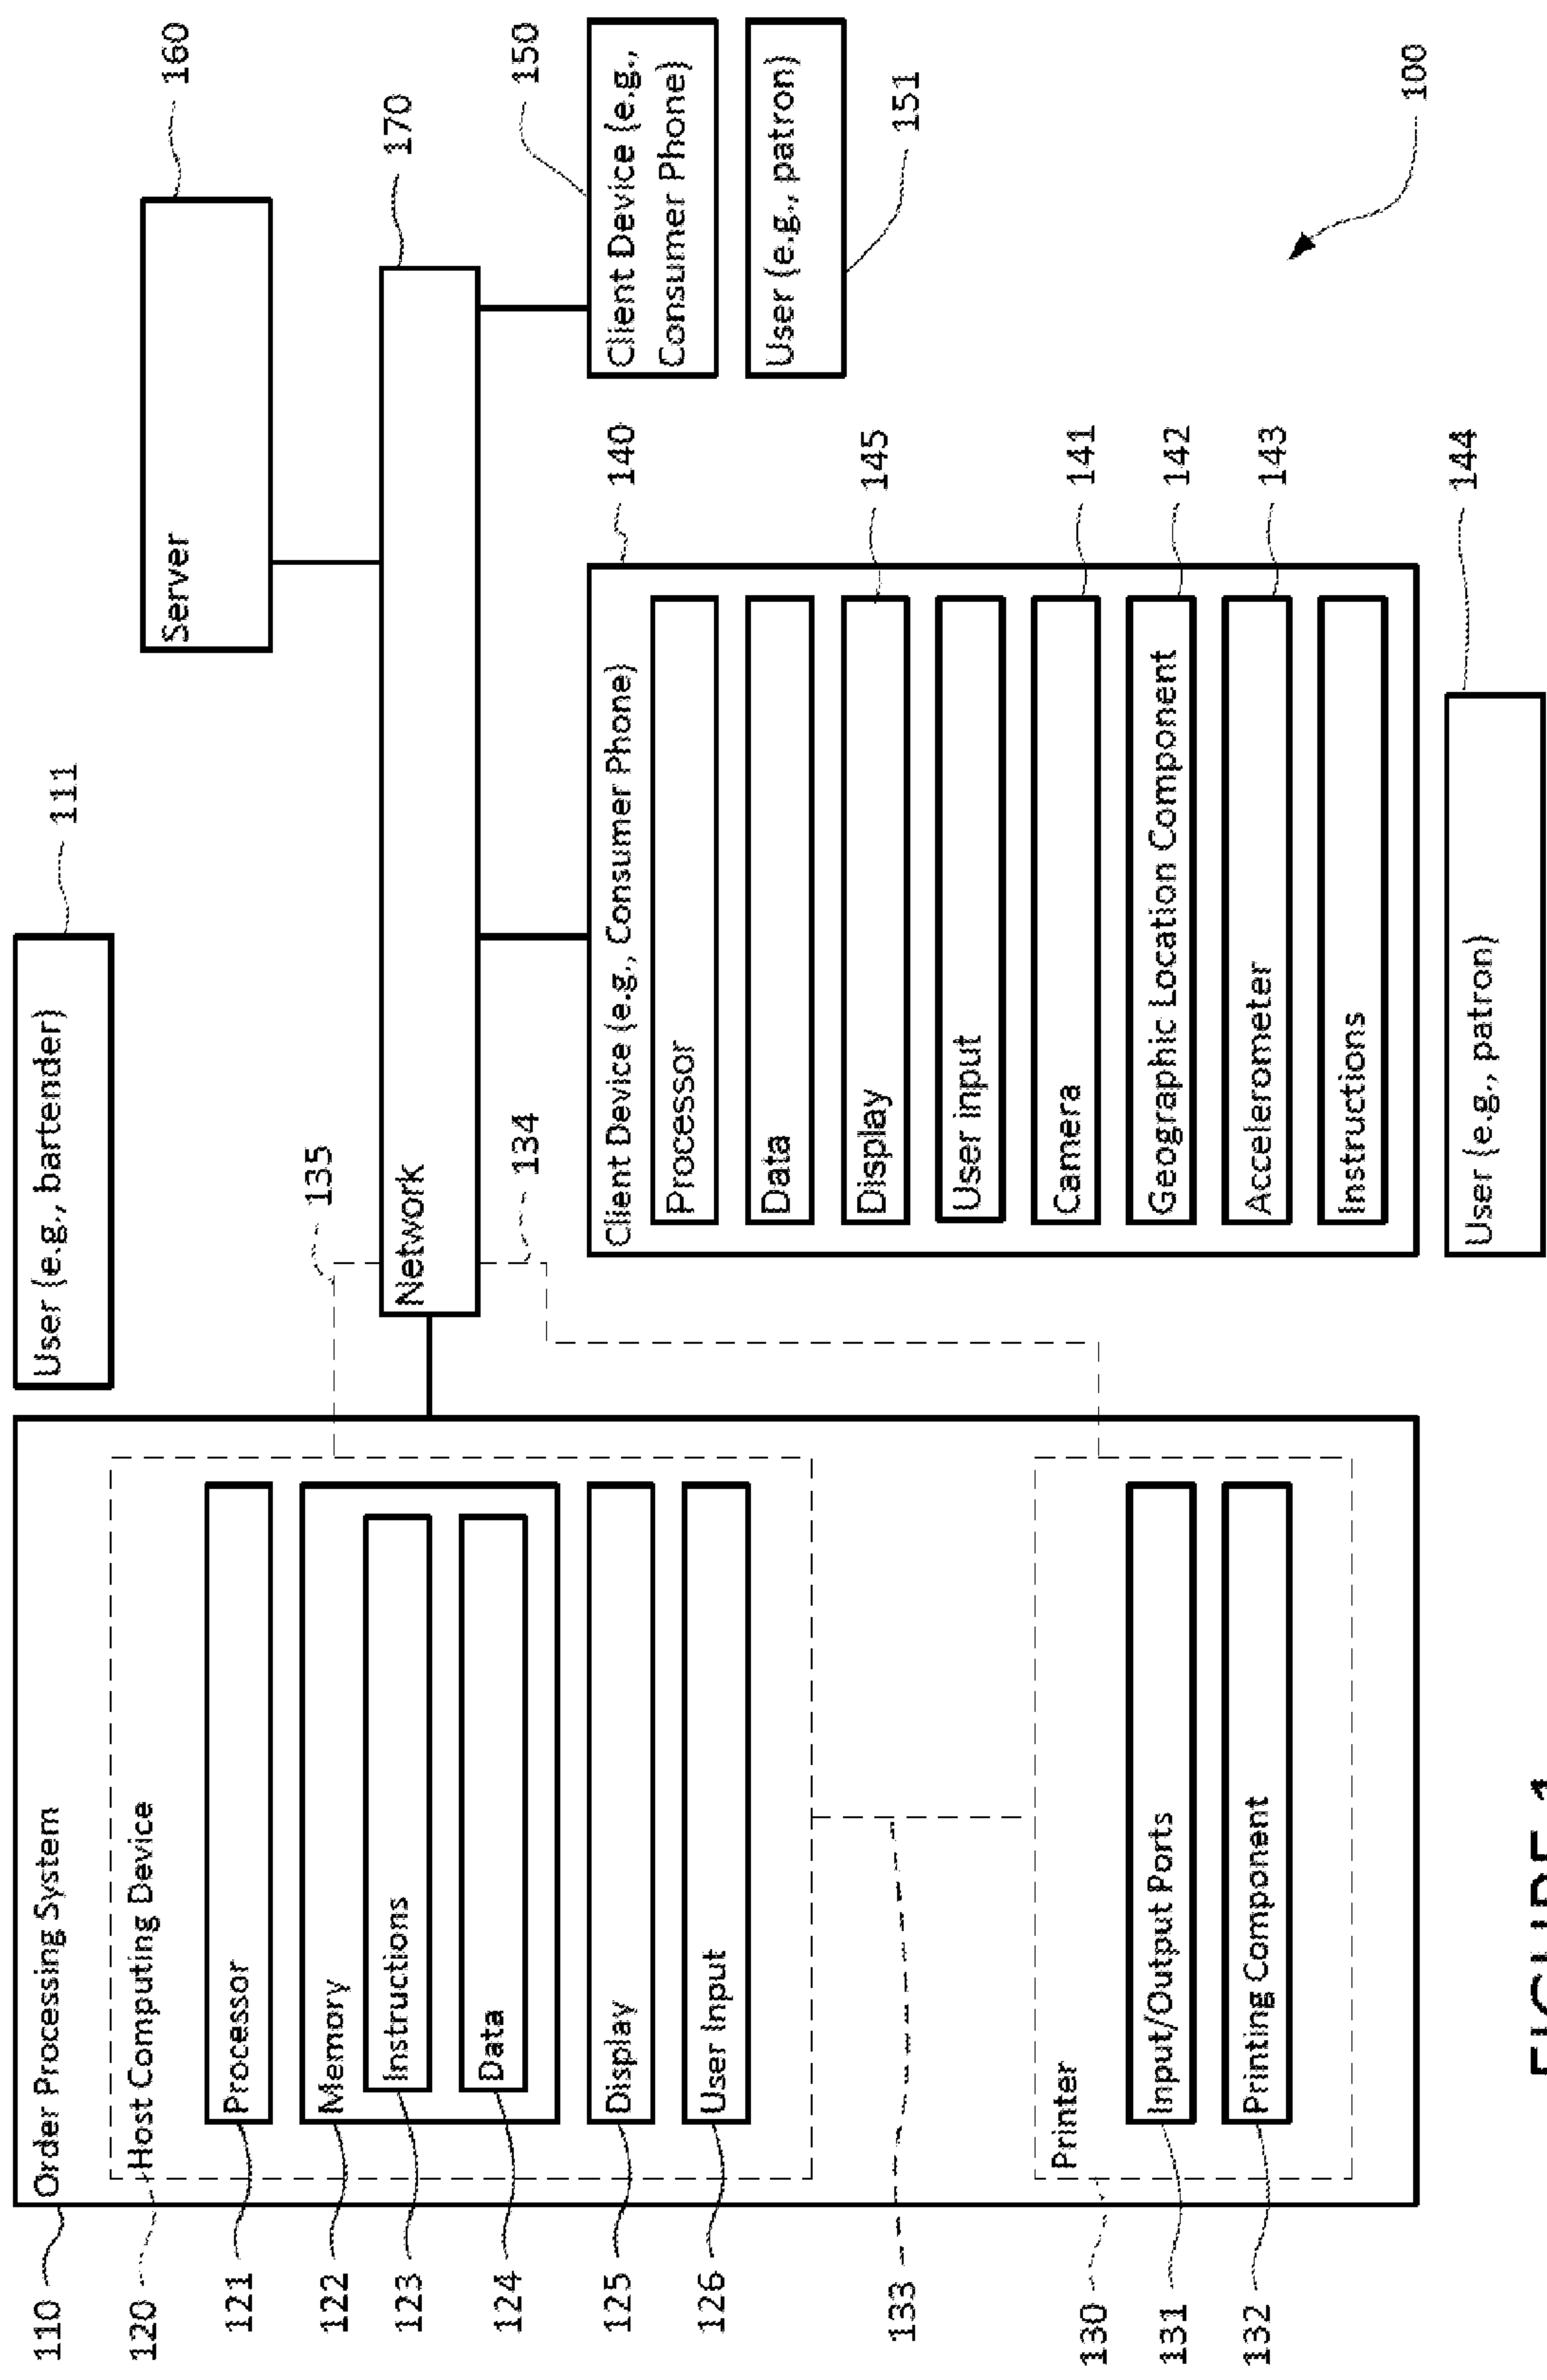 110
Order Processing System
120
Host Computing Device
121
Processor
122
Memory
123
Instructions
124
Data
125
Display
126
User Input
133
130
Printer
131
Input/Output Ports
132
Printing Component
User (e.g., bartender)
111
135
134
Network
170
Server
160
Client Device (e.g., Consumer Phone)
140
Processor
Data
Display
145
User input
Camera
141
Geographic Location Component
142
Accelerometer
143
Instructions
User (e.g., patron)
144
Client Device (e.g.,
Consumer Phone)
150
User (e.g., patron)
151
100
FIGURE 1